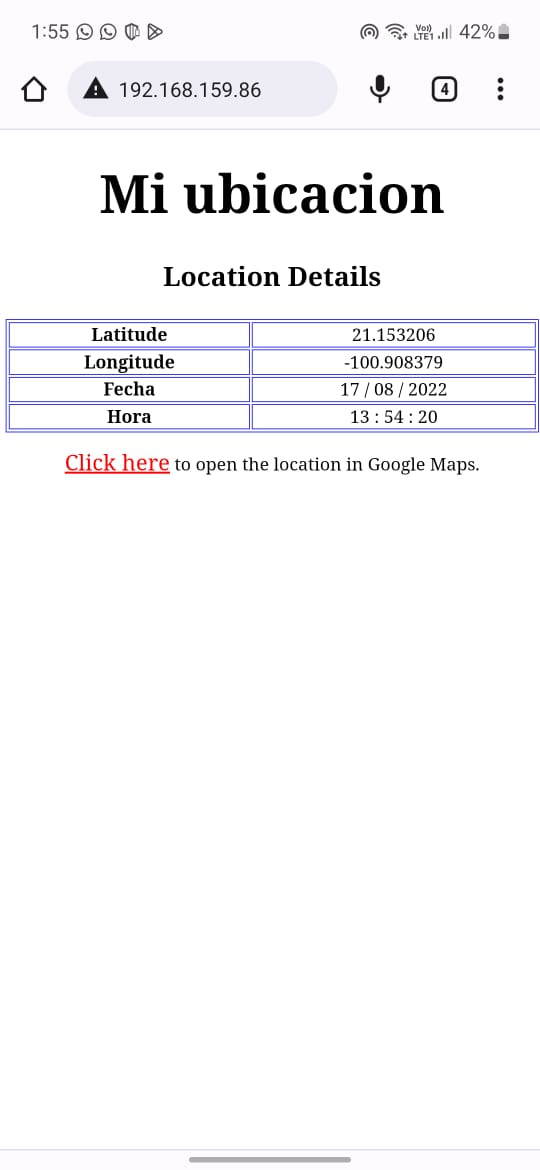 1:55 Vo)) LTE1 42%
192.168.159.86 4
Mi ubicacion
Location Details
Latitude 21.153206
Longitude -100.908379
Fecha 17 / 08 / 2022
Hora 13 : 54 : 20
Click here to open the location in Google Maps.